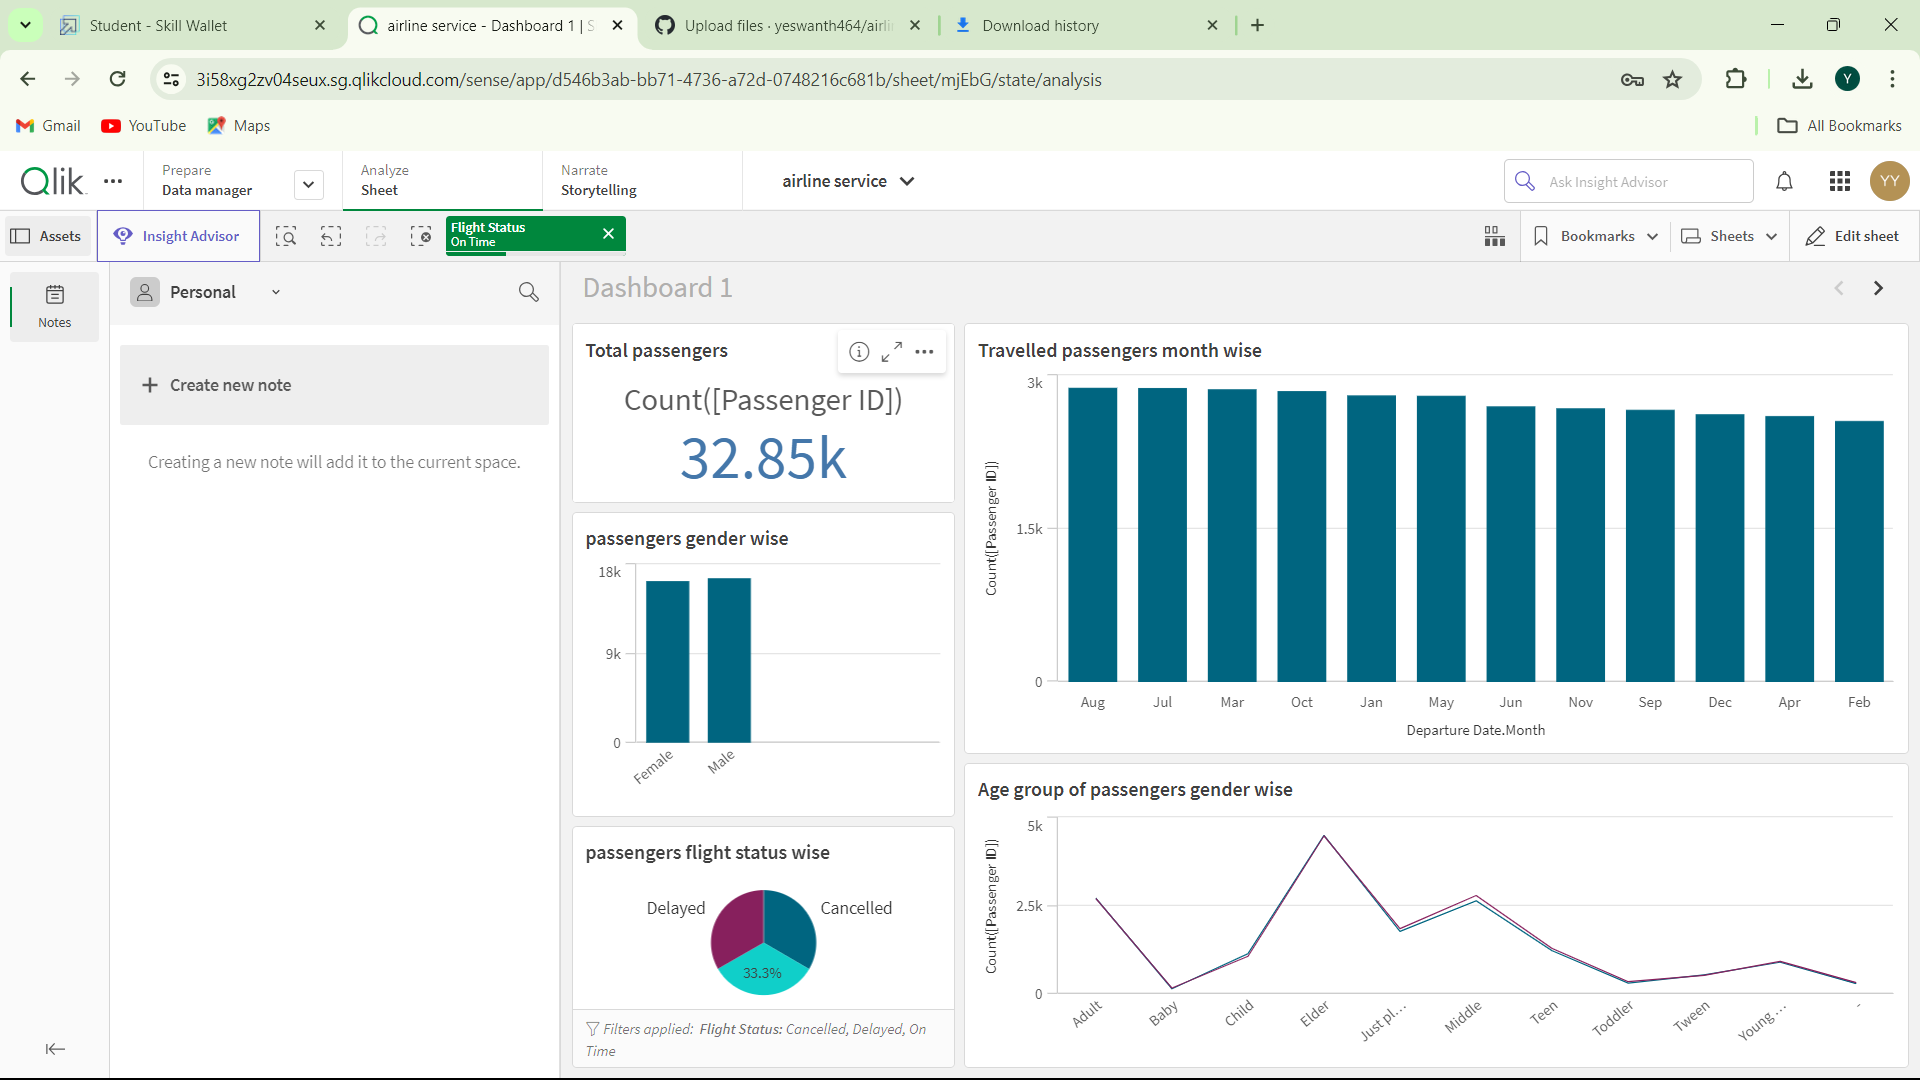 Student - Skill Wallet
airline service - Dashboard 1 | S
Upload files · yeswanth464/airlin
Download history
3i58xg2zv04seux.sg.qlikcloud.com/sense/app/d546b3ab-bb71-4736-a72d-0748216c681b/sheet/mjEbG/state/analysis
Y
Gmail
YouTube
Maps
All Bookmarks
Qlik
Prepare
Data manager
Analyze
Sheet
Narrate
Storytelling
airline service
Ask Insight Advisor
YY
Assets
Insight Advisor
Flight Status
On Time
Bookmarks
Sheets
Edit sheet
Notes
Personal
Create new note
Creating a new note will add it to the current space.
Dashboard 1
Total passengers
Count([Passenger ID])
32.85k
passengers gender wise
18k
9k
0
Female
Male
passengers flight status wise
Delayed
Cancelled
33.3%
Filters applied: Flight Status: Cancelled, Delayed, On
Time
Travelled passengers month wise
Count([Passenger ID])
3k
1.5k
0
Aug Jul Mar Oct Jan May Jun Nov Sep Dec Apr Feb
Departure Date.Month
Age group of passengers gender wise
Count([Passenger ID])
5k
2.5k
0
Adult Baby Child Elder Just pl... Middle Teen Toddler Tween Young ... -